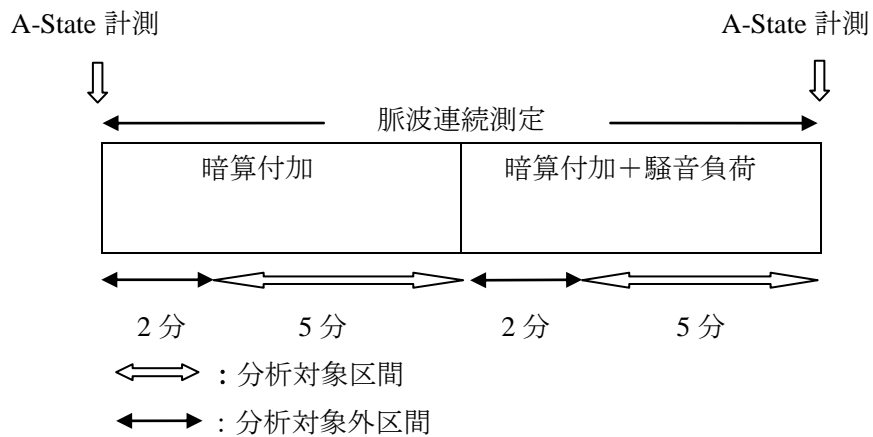 A-State 計測 A-State 計測
脈波連続測定
暗算付加 暗算付加＋騒音負荷
2 分 5 分 2 分 5 分
：分析対象区間
：分析対象外区間